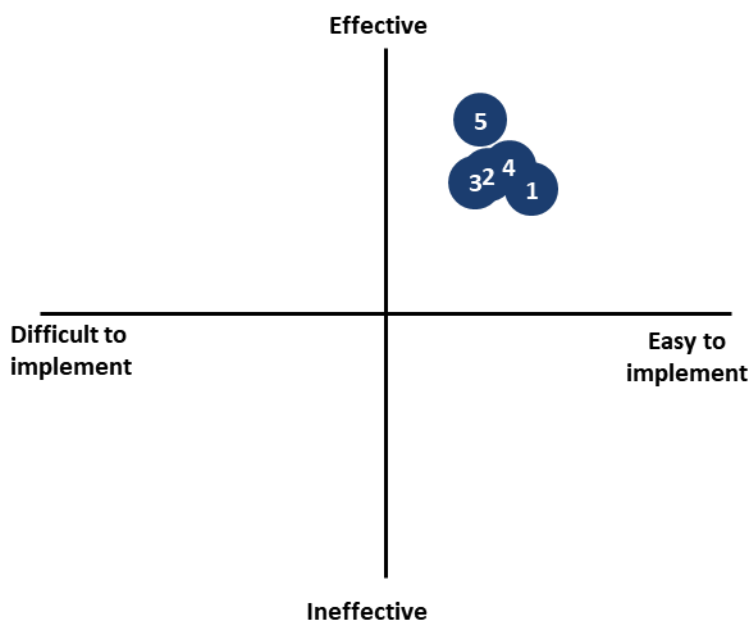 Effective
5
4
2
3
1
Difficult to
implement
Easy to
implement
Ineffective